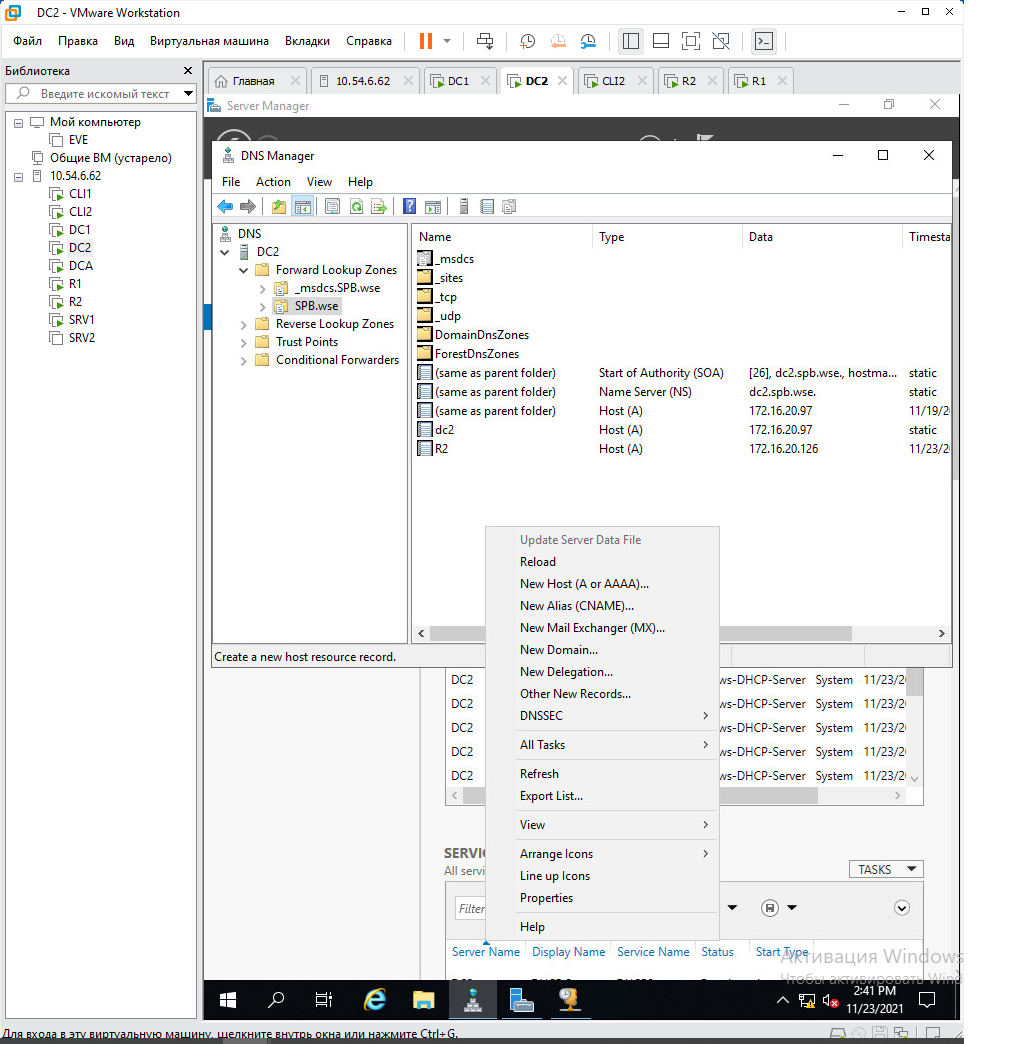 DC2 - VMware Workstation
Файл Правка Вид Виртуальная машина Вкладки Справка
Библиотека
Введите искомый текст
Мой компьютер
EVE
Общие ВМ (устарело)
10.54.6.62
CLI1
CLI2
DC1
DC2
DCA
R1
R2
SRV1
SRV2
Главная 10.54.6.62 DC1 DC2 CLI2 R2 R1
Server Manager
DNS Manager
File Action View Help
DNS
DC2
Forward Lookup Zones
_msdcs.SPB.wse
SPB.wse
Reverse Lookup Zones
Trust Points
Conditional Forwarders
Name Type Data Timesta
_msdcs
_sites
_tcp
_udp
DomainDnsZones
ForestDnsZones
(same as parent folder) Start of Authority (SOA) [26], dc2.spb.wse., hostma... static
(same as parent folder) Name Server (NS) dc2.spb.wse. static
(same as parent folder) Host (A) 172.16.20.97 11/19/20
dc2 Host (A) 172.16.20.97 static
R2 Host (A) 172.16.20.126 11/23/2
Create a new host resource record.
Update Server Data File
Reload
New Host (A or AAAA)...
New Alias (CNAME)...
New Mail Exchanger (MX)...
New Domain...
New Delegation...
Other New Records...
DNSSEC
All Tasks
Refresh
Export List...
View
Arrange Icons
Line up Icons
Properties
Help
DC2 ws-DHCP-Server System 11/23/20
DC2 ws-DHCP-Server System 11/23/20
DC2 ws-DHCP-Server System 11/23/20
DC2 ws-DHCP-Server System 11/23/20
DC2 ws-DHCP-Server System 11/23/20
SERVIC
All servi
TASKS
Filter
Server Name Display Name Service Name Status Start Type
Активация Windows
Чтобы активировать Wind
2:41 PM
11/23/2021
Для входа в эту виртуальную машину, щелкните внутрь окна или нажмите Ctrl+G.